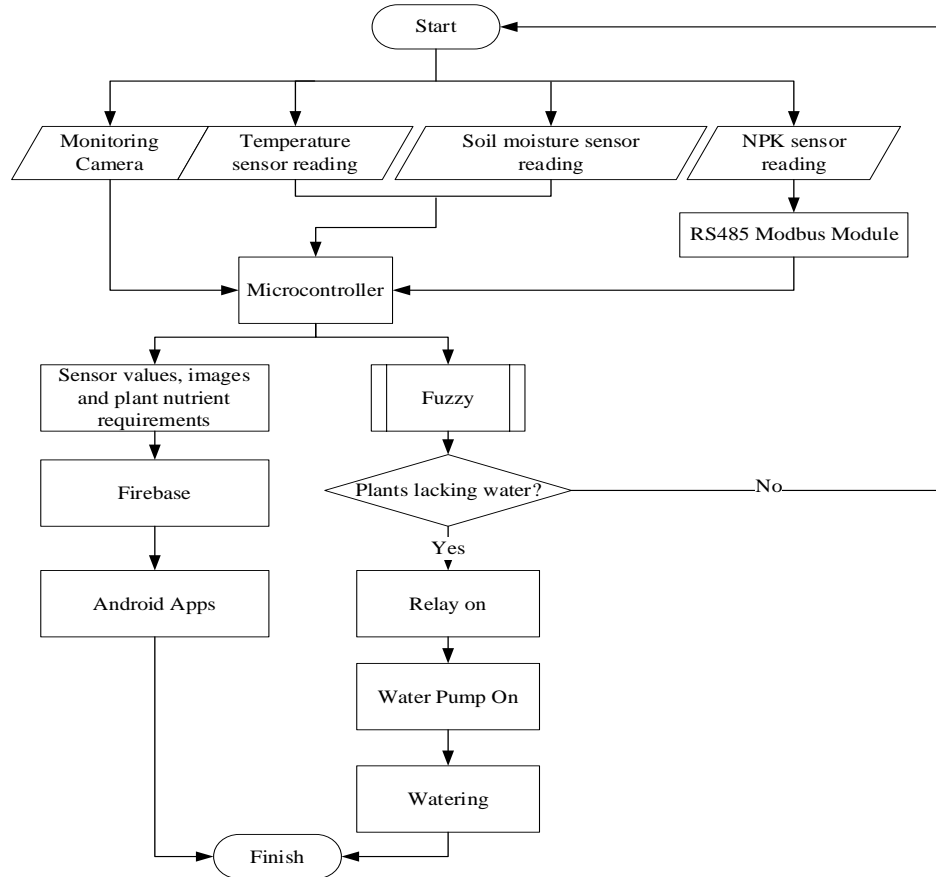 Start
Monitoring
Camera
Temperature
sensor reading
Soil moisture sensor
reading
NPK sensor
reading
RS485 Modbus Module
Microcontroller
Sensor values, images
and plant nutrient
requirements
Fuzzy
Firebase
Plants lacking water?
No
Yes
Android Apps
Relay on
Water Pump On
Watering
Finish